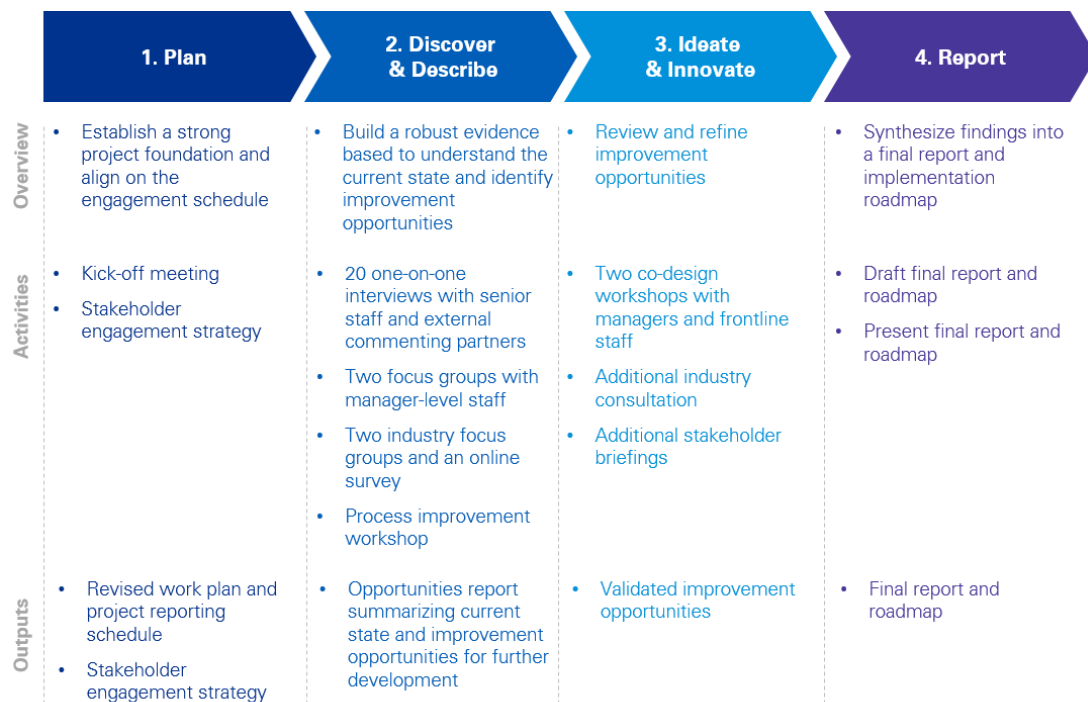 1. Plan
2. Discover
& Describe
3. Ideate
& Innovate
4. Report
Overview
• Establish a strong
project foundation and
align on the
engagement schedule
• Build a robust evidence
based to understand the
current state and identify
improvement
opportunities
• Review and refine
improvement
opportunities
• Synthesize findings into
a final report and
implementation
roadmap
Activities
• Kick-off meeting
• Stakeholder
engagement strategy
• 20 one-on-one
interviews with senior
staff and external
commenting partners
• Two focus groups with
manager-level staff
• Two industry focus
groups and an online
survey
• Process improvement
workshop
• Two co-design
workshops with
managers and frontline
staff
• Additional industry
consultation
• Additional stakeholder
briefings
• Draft final report and
roadmap
• Present final report and
roadmap
Outputs
• Revised work plan and
project reporting
schedule
• Stakeholder
engagement strategy
• Opportunities report
summarizing current
state and improvement
opportunities for further
development
• Validated improvement
opportunities
• Final report and
roadmap